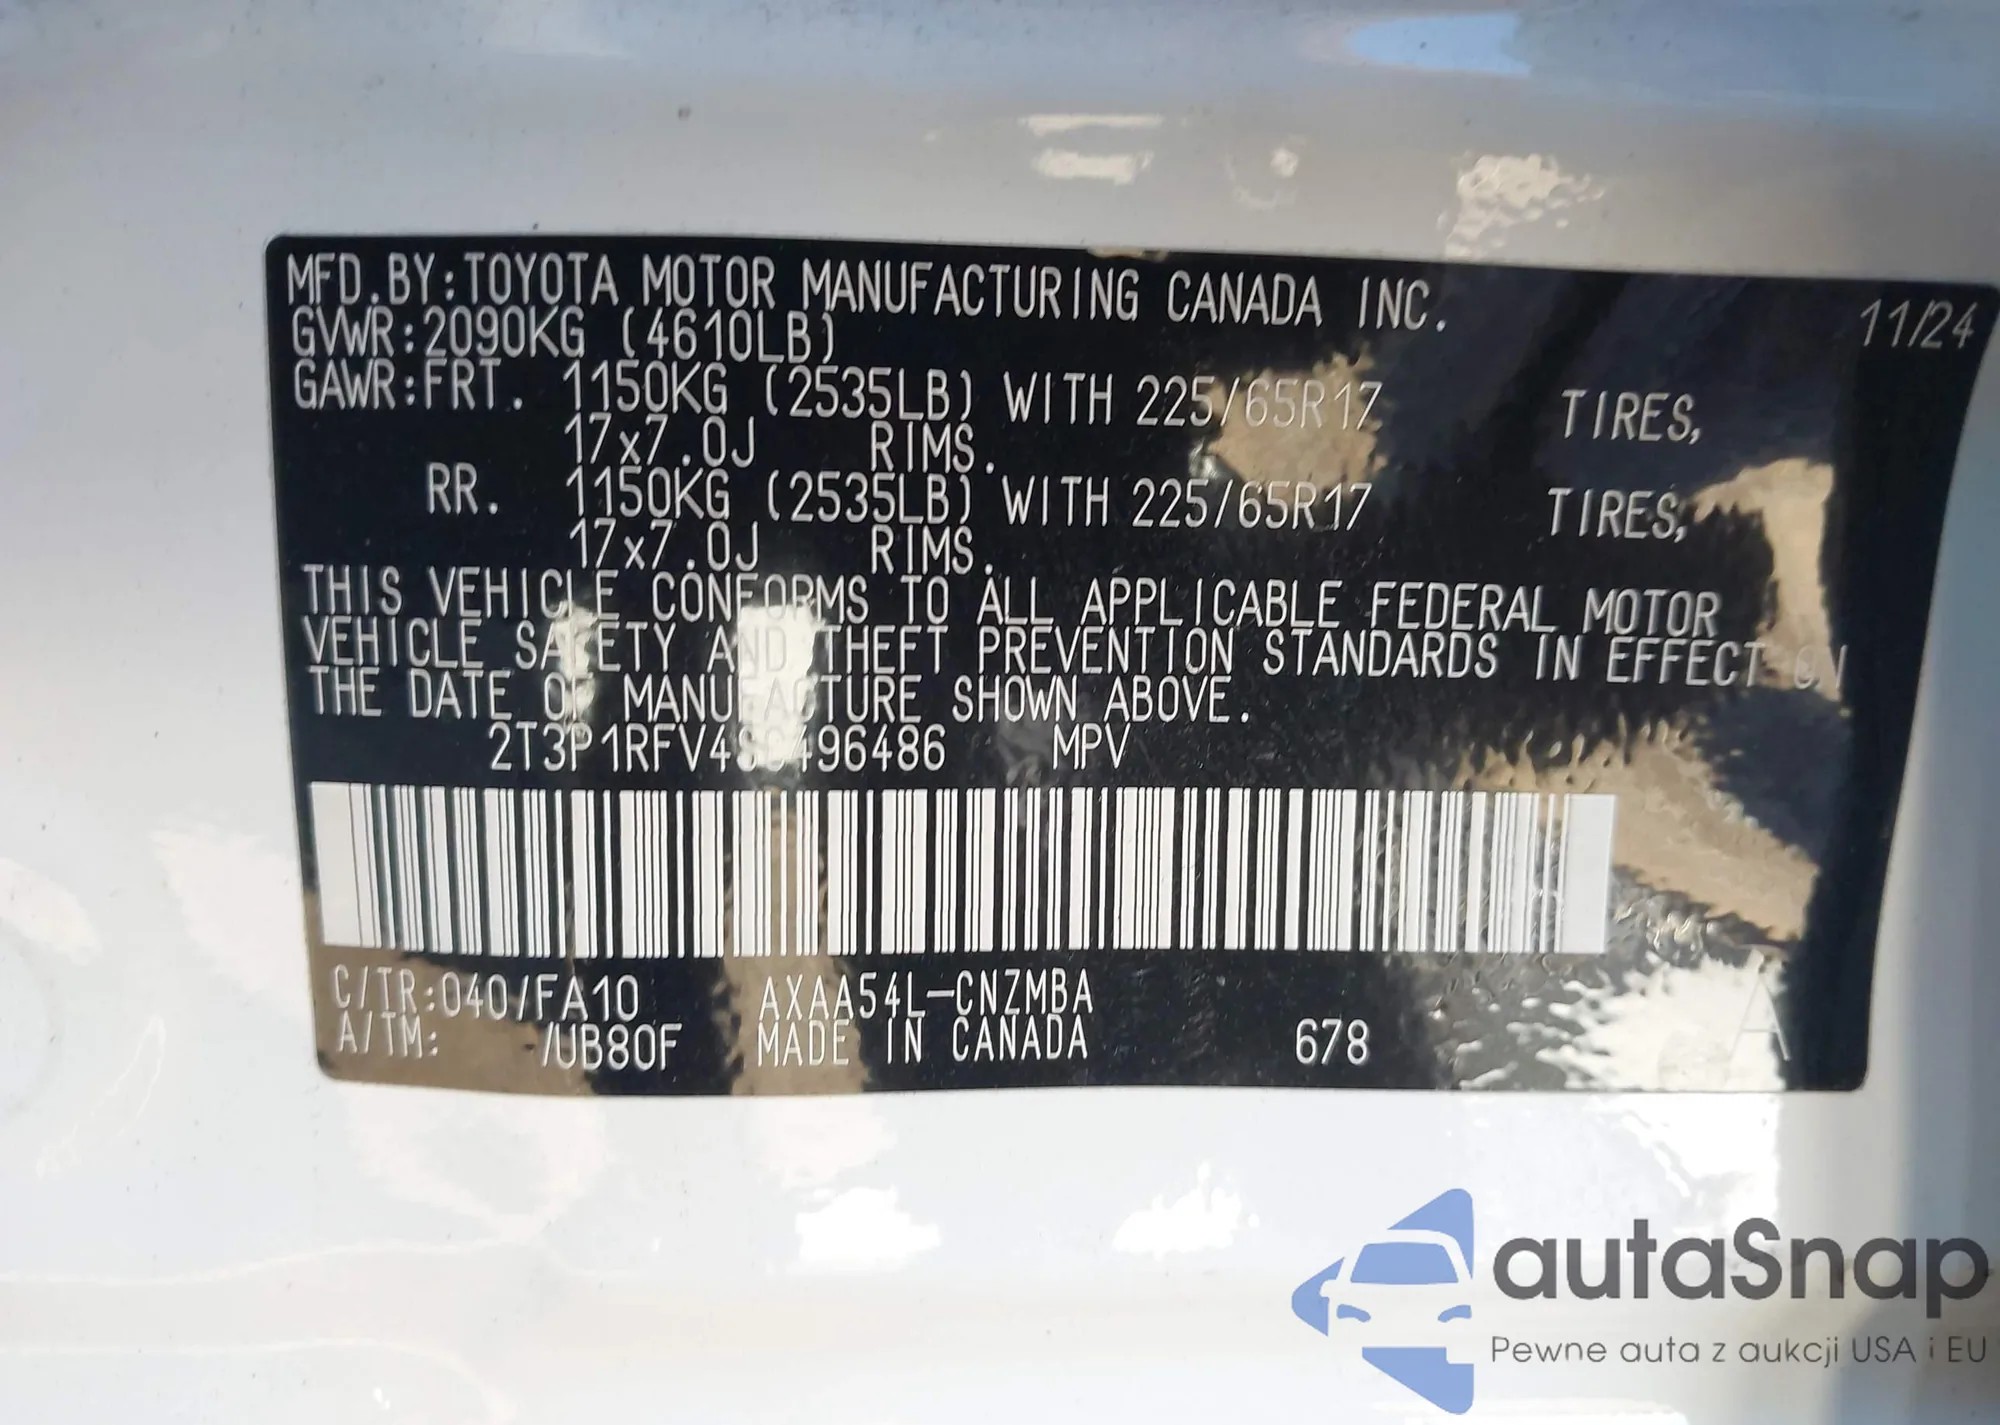 MFD.BY:TOYOTA MOTOR MANUFACTURING CANADA INC. 11/24
GVWR:2090KG (4610LB)
GAWR:FRT. 1150KG (2535LB) WITH 225/65R17 TIRES,
17x7.0J RIMS.
RR. 1150KG (2535LB) WITH 225/65R17 TIRES,
17x7.0J RIMS.
THIS VEHICLE CONFORMS TO ALL APPLICABLE FEDERAL MOTOR
VEHICLE SAFETY AND THEFT PREVENTION STANDARDS IN EFFECT ON
THE DATE OF MANUFACTURE SHOWN ABOVE.
2T3P1RFV4SC496486 MPV
C/TR:040/FA10 AXAA54L-CNZMBA
A/TM: /UB80F MADE IN CANADA 678 A
autaSnap
Pewne auta z aukcji USA i EU